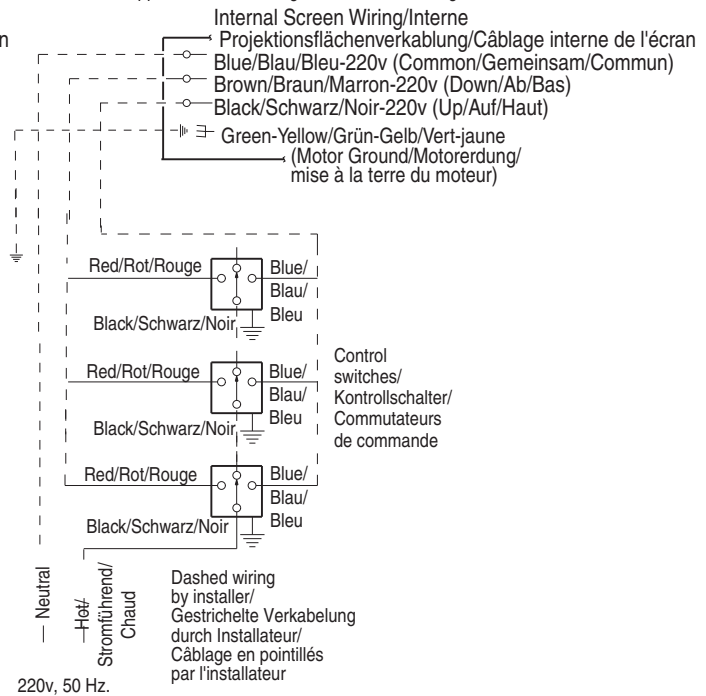 Internal Screen Wiring/Interne
Projektionsflächenverkablung/Câblage interne de l'écran
Blue/Blau/Bleu-220v (Common/Gemeinsam/Commun)
Brown/Braun/Marron-220v (Down/Ab/Bas)
Black/Schwarz/Noir-220v (Up/Auf/Haut)
Green-Yellow/Grün-Gelb/Vert-jaune
(Motor Ground/Motorerdung/
mise à la terre du moteur)
Red/Rot/Rouge
Blue/
Blau/
Bleu
Black/Schwarz/Noir
Red/Rot/Rouge
Blue/
Blau/
Bleu
Black/Schwarz/Noir
Control
switches/
Kontrollschalter/
Commutateurs
de commande
Red/Rot/Rouge
Blue/
Blau/
Bleu
Black/Schwarz/Noir
Neutral
Hot/
Stromführend/
Chaud
Dashed wiring
by installer/
Gestrichelte Verkabelung
durch Installateur/
Câblage en pointillés
par l'installateur
220v, 50 Hz.